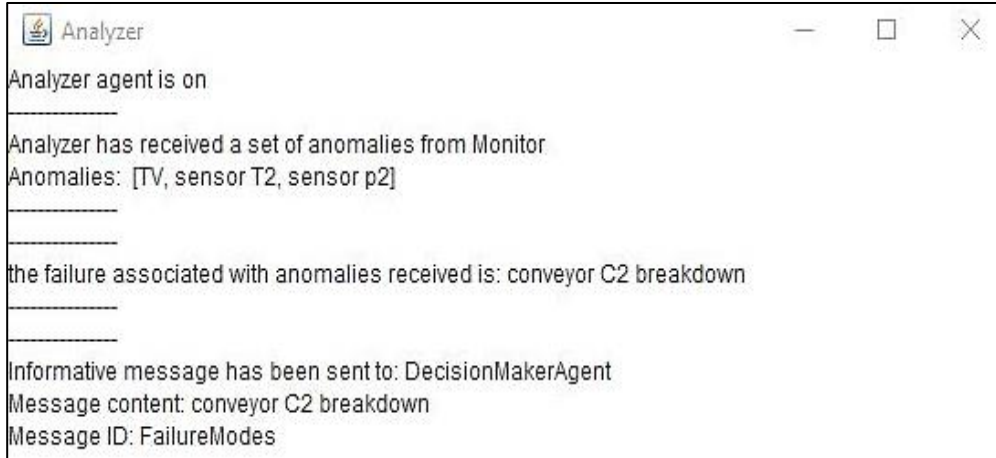 Analyzer
Analyzer agent is on
----------------
Analyzer has received a set of anomalies from Monitor
Anomalies:  [TV, sensor T2, sensor p2]
----------------
----------------
the failure associated with anomalies received is: conveyor C2 breakdown
----------------
----------------
Informative message has been sent to: DecisionMakerAgent
Message content: conveyor C2 breakdown
Message ID: FailureModes